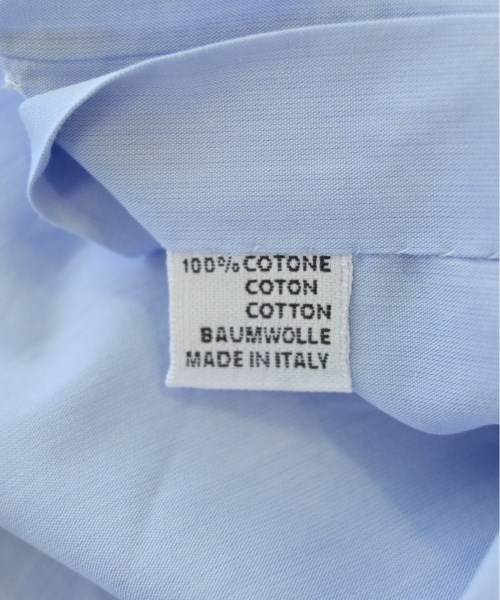 100% COTONE
COTON
COTTON
BAUMWOLLE
MADE IN ITALY